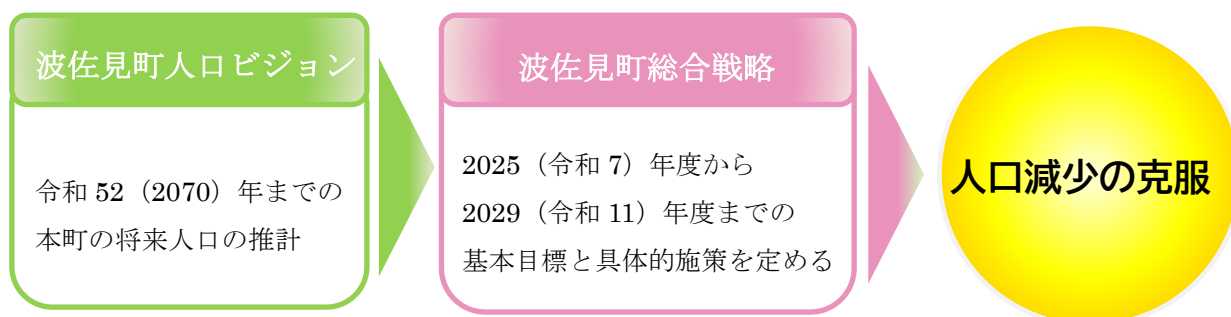 波佐見町人口ビジョン
令和 52（2070）年までの
本町の将来人口の推計
波佐見町総合戦略
2025（令和 7）年度から
2029（令和 11）年度までの
基本目標と具体的施策を定める
人口減少の克服